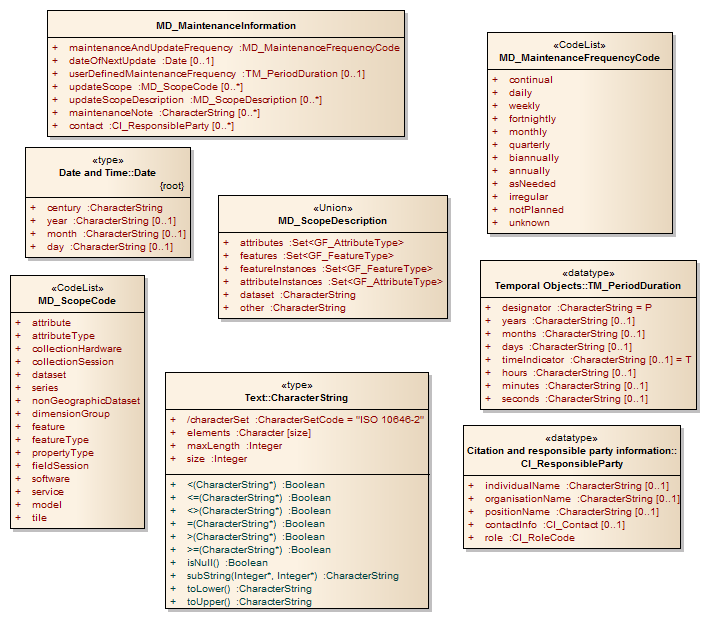 MD_MaintenanceInformation
+ maintenanceAndUpdateFrequency :MD_MaintenanceFrequencyCode
+ dateOfNextUpdate :Date [0..1]
+ userDefinedMaintenanceFrequency :TM_PeriodDuration [0..1]
+ updateScope :MD_ScopeCode [0..*]
+ updateScopeDescription :MD_ScopeDescription [0..*]
+ maintenanceNote :CharacterString [0..*]
+ contact :CI_ResponsibleParty [0..*]
«CodeList»
MD_MaintenanceFrequencyCode
+ continual
+ daily
+ weekly
+ fortnightly
+ monthly
+ quarterly
+ biannually
+ annually
+ asNeeded
+ irregular
+ notPlanned
+ unknown
«type»
Date and Time::Date
{root}
+ century :CharacterString
+ year :CharacterString [0..1]
+ month :CharacterString [0..1]
+ day :CharacterString [0..1]
«Union»
MD_ScopeDescription
+ attributes :Set<GF_AttributeType>
+ features :Set<GF_FeatureType>
+ featureInstances :Set<GF_FeatureType>
+ attributeInstances :Set<GF_AttributeType>
+ dataset :CharacterString
+ other :CharacterString
«CodeList»
MD_ScopeCode
+ attribute
+ attributeType
+ collectionHardware
+ collectionSession
+ dataset
+ series
+ nonGeographicDataset
+ dimensionGroup
+ feature
+ featureType
+ propertyType
+ fieldSession
+ software
+ service
+ model
+ tile
«datatype»
Temporal Objects::TM_PeriodDuration
+ designator :CharacterString = P
+ years :CharacterString [0..1]
+ months :CharacterString [0..1]
+ days :CharacterString [0..1]
+ timeIndicator :CharacterString [0..1] = T
+ hours :CharacterString [0..1]
+ minutes :CharacterString [0..1]
+ seconds :CharacterString [0..1]
«type»
Text::CharacterString
+ /characterSet :CharacterSetCode = "ISO 10646-2"
+ elements :Character [size]
+ maxLength :Integer
+ size :Integer
+ <(CharacterString*) :Boolean
+ <=(CharacterString*) :Boolean
+ <>(CharacterString*) :Boolean
+ =(CharacterString*) :Boolean
+ >(CharacterString*) :Boolean
+ >=(CharacterString*) :Boolean
+ isNull() :Boolean
+ subString(Integer*, Integer*) :CharacterString
+ toLower() :CharacterString
+ toUpper() :CharacterString
«datatype»
Citation and responsible party information::
CI_ResponsibleParty
+ individualName :CharacterString [0..1]
+ organisationName :CharacterString [0..1]
+ positionName :CharacterString [0..1]
+ contactInfo :CI_Contact [0..1]
+ role :CI_RoleCode